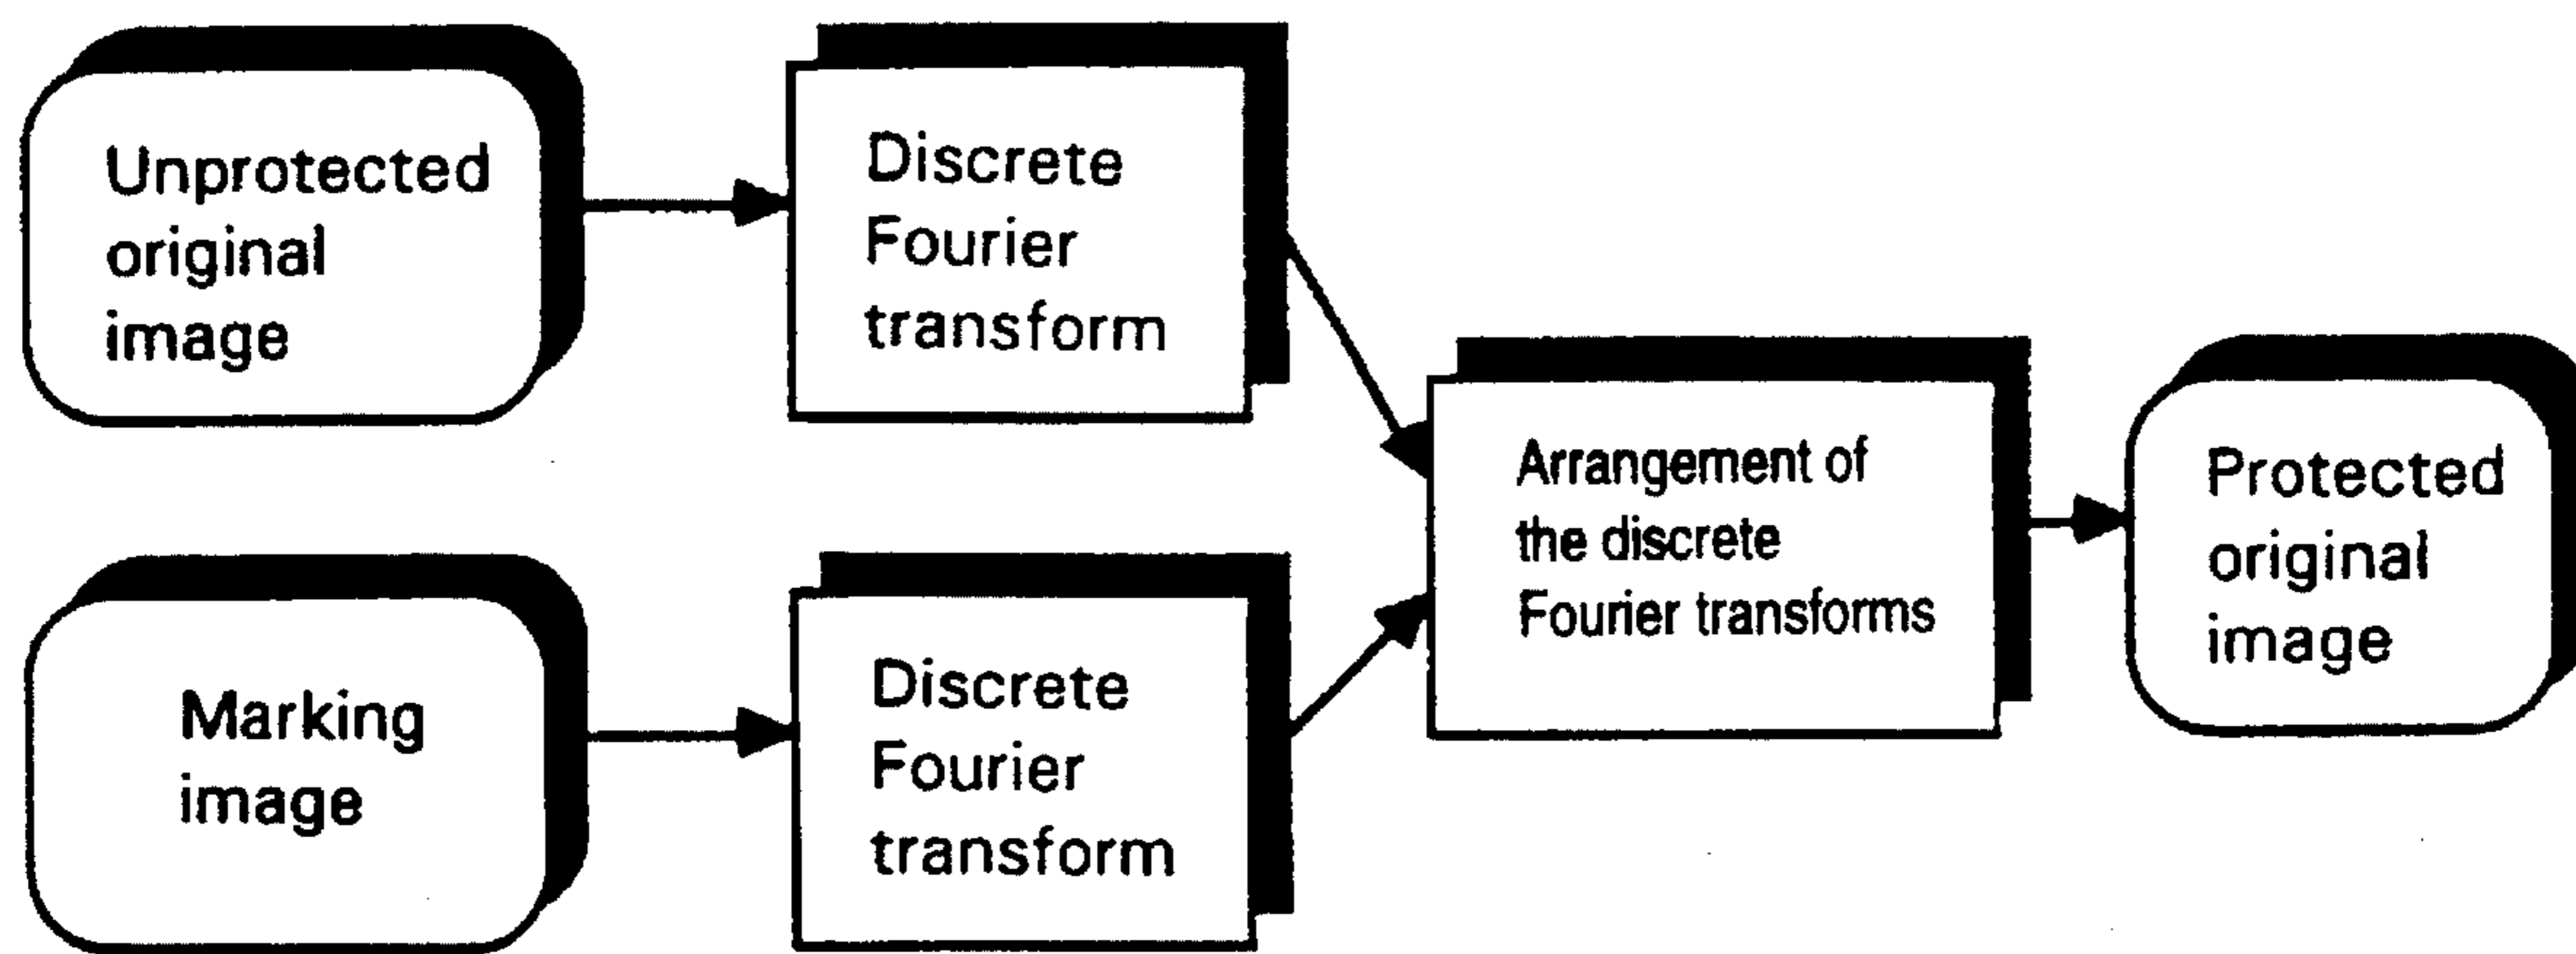 Unprotected
original
image
Discrete
Fourier
transform
Marking
image
Discrete
Fourier
transform
Arrangement of
the discrete
Fourier transforms
Protected
original
image